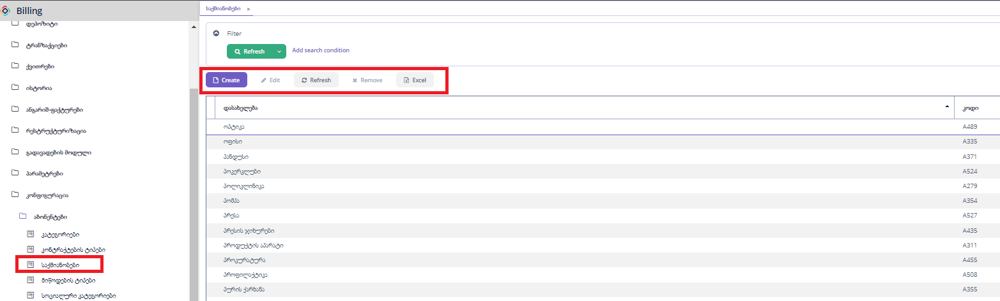 Billing
დეპოზიტი
ტრანზაქციები
ქვითრები
ისტორია
ანგარიშ-ფაქტურები
რესტრუქტურიზაცია
გადავადების მოდული
პარამეტრები
კონფიგურაცია
აბონენტები
კატეგორიები
კონტრაქტების ტიპები
საქმიანობები
მიწოდების ტიპები
სოციალური კატეგორიები
საქმიანობები ×
Filter
Refresh Add search condition
Create Edit Refresh Remove Excel
დასახელება კოდი
ოპტიკა A489
ოფისი A335
პანდუსი A371
პოკერკლუბი A524
პოლიკლინიკა A279
პომპა A354
პრესა A527
პრესის ჯიხურები A435
პროდუქტის აპარატი A311
პროკურატურა A455
პროფილაქტიკა A508
პურის ქარხანა A355